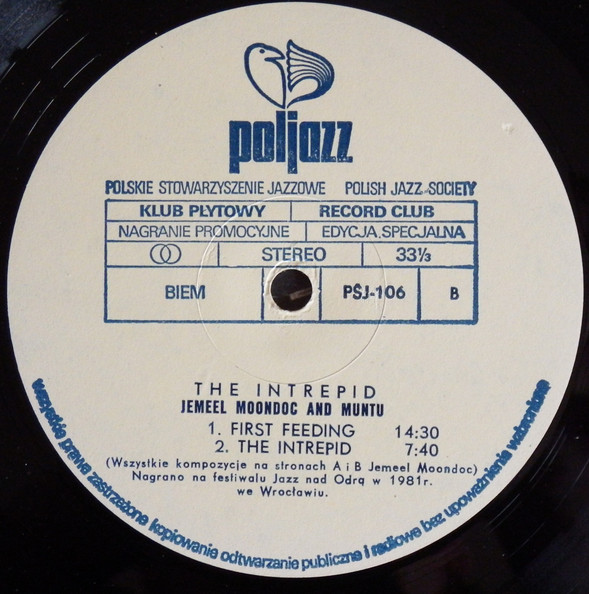 poljazz
POLSKIE STOWARZYSZENIE JAZZOWE POLISH JAZZ SOCIETY
KLUB PŁYTOWY RECORD CLUB
NAGRANIE PROMOCYJNE EDYCJA SPECJALNA
STEREO 33⅓
BIEM PSJ-106 B
THE INTREPID
JEMEEL MOONDOC AND MUNTU
1. FIRST FEEDING 14:30
2. THE INTREPID 7:40
(Wszystkie kompozycje na stronach A i B Jemeel Moondoc)
Nagrano na festiwalu Jazz nad Odrą w 1981r.
we Wrocławiu.
wszystkie prawa zastrzeżone kopiowanie odtwarzanie publiczne i radiowe bez upoważnienia wzbronione